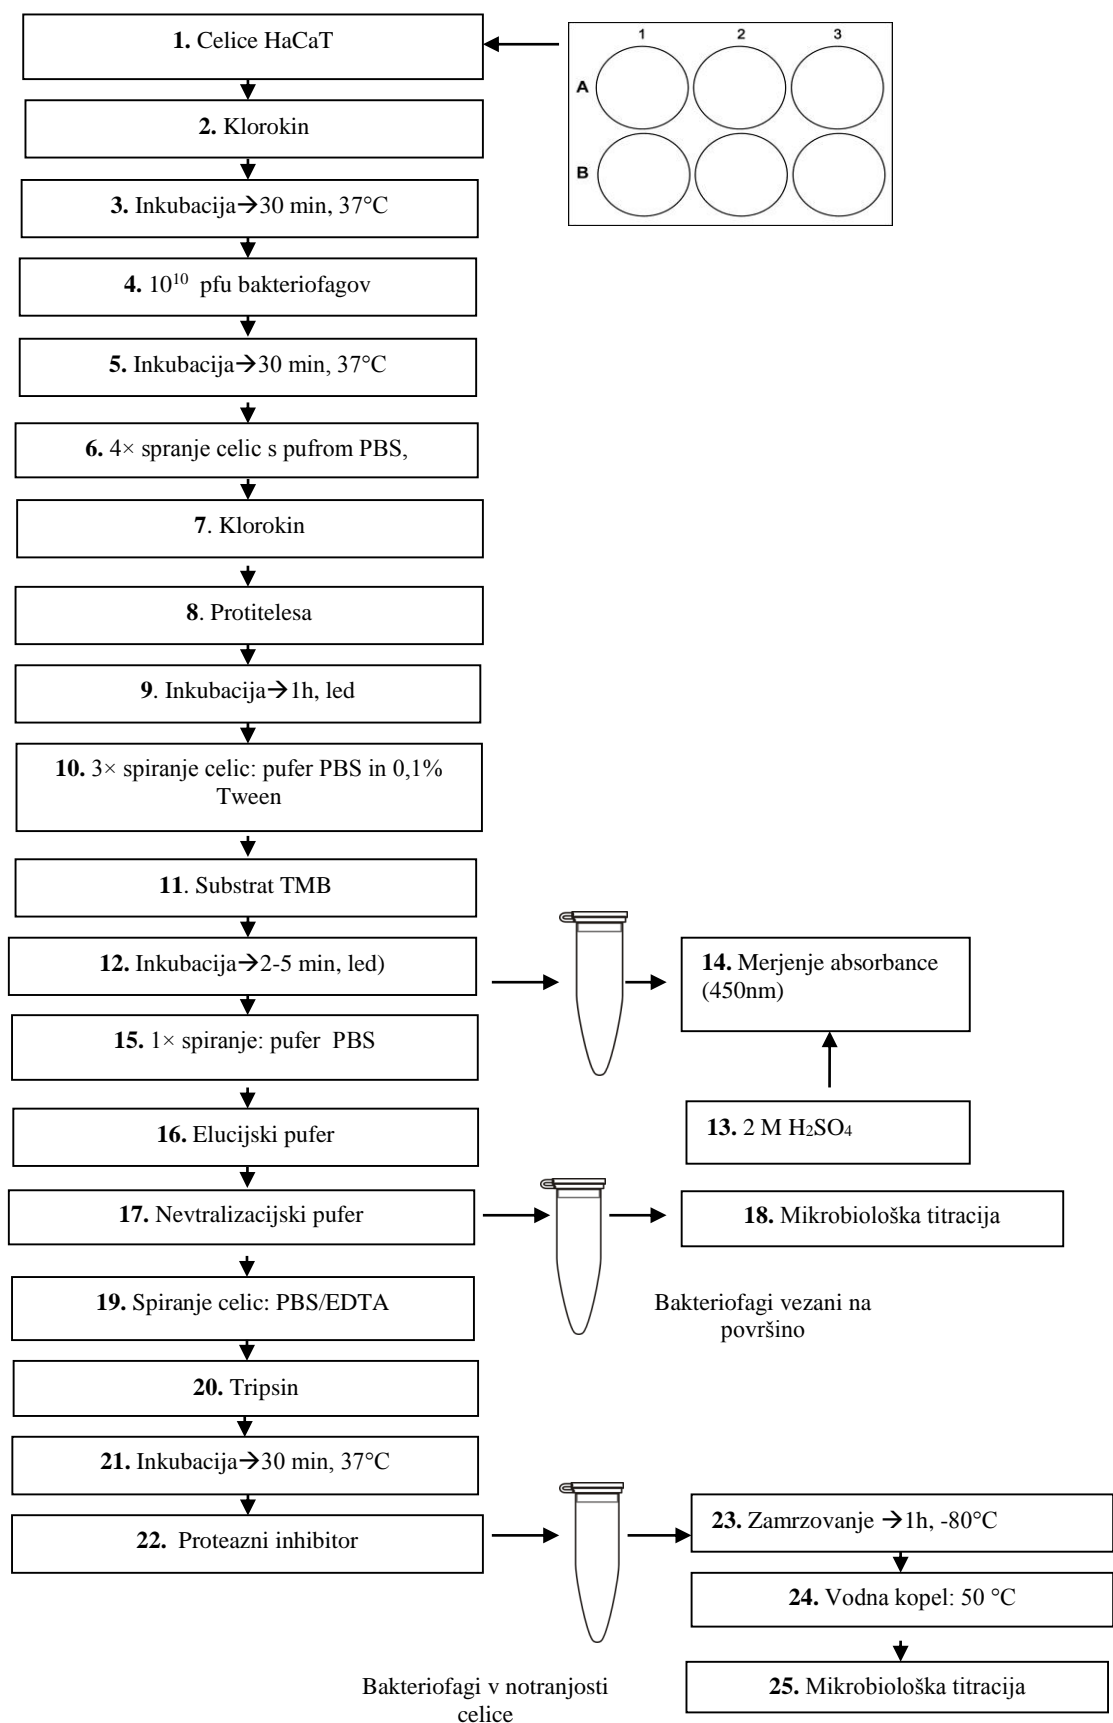 1. Celice HaCaT
1 2 3
A
B
2. Klorokin
3. Inkubacija→30 min, 37°C
4. 10¹⁰ pfu bakteriofagov
5. Inkubacija→30 min, 37°C
6. 4× spranje celic s pufrom PBS,
7. Klorokin
8. Protitelesa
9. Inkubacija→1h, led
10. 3× spiranje celic: pufer PBS in 0,1%
Tween
11. Substrat TMB
12. Inkubacija→2-5 min, led)
14. Merjenje absorbance
(450nm)
15. 1× spiranje: pufer PBS
13. 2 M H₂SO₄
16. Elucijski pufer
17. Nevtralizacijski pufer
18. Mikrobiološka titracija
19. Spiranje celic: PBS/EDTA
Bakteriofagi vezani na
površino
20. Tripsin
21. Inkubacija→30 min, 37°C
22. Proteazni inhibitor
23. Zamrzovanje →1h, -80°C
24. Vodna kopel: 50 °C
25. Mikrobiološka titracija
Bakteriofagi v notranjosti
celice